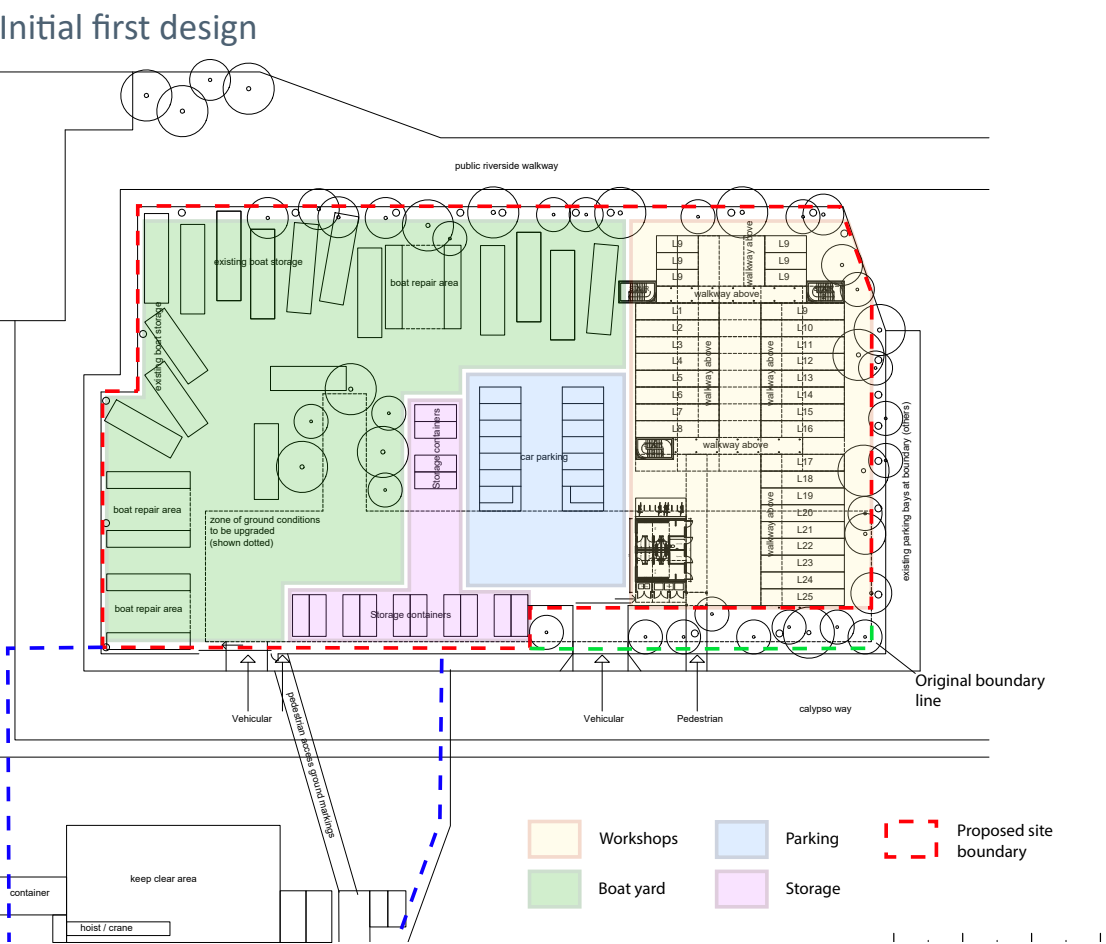 Initial first design
public riverside walkway
existing boat storage
existing boat storage
boat repair area
walkway above
L9
L9
L9
L9
L9
L9
walkway above
L1
L2
L3
L4
L5
L6
L7
L8
walkway above
walkway above
L9
L10
L11
L12
L13
L14
L15
L16
walkway above
L17
L18
L19
L20
L21
L22
L23
L24
L25
walkway above
Storage containers
car parking
existing parking bays at boundary (others)
boat repair area
zone of ground conditions
to be upgraded
(shown dotted)
boat repair area
Storage containers
Vehicular
pedestrian access ground markings
Vehicular
Pedestrian
calypso way
Original boundary
line
keep clear area
container
hoist / crane
Workshops
Parking
Proposed site
boundary
Boat yard
Storage